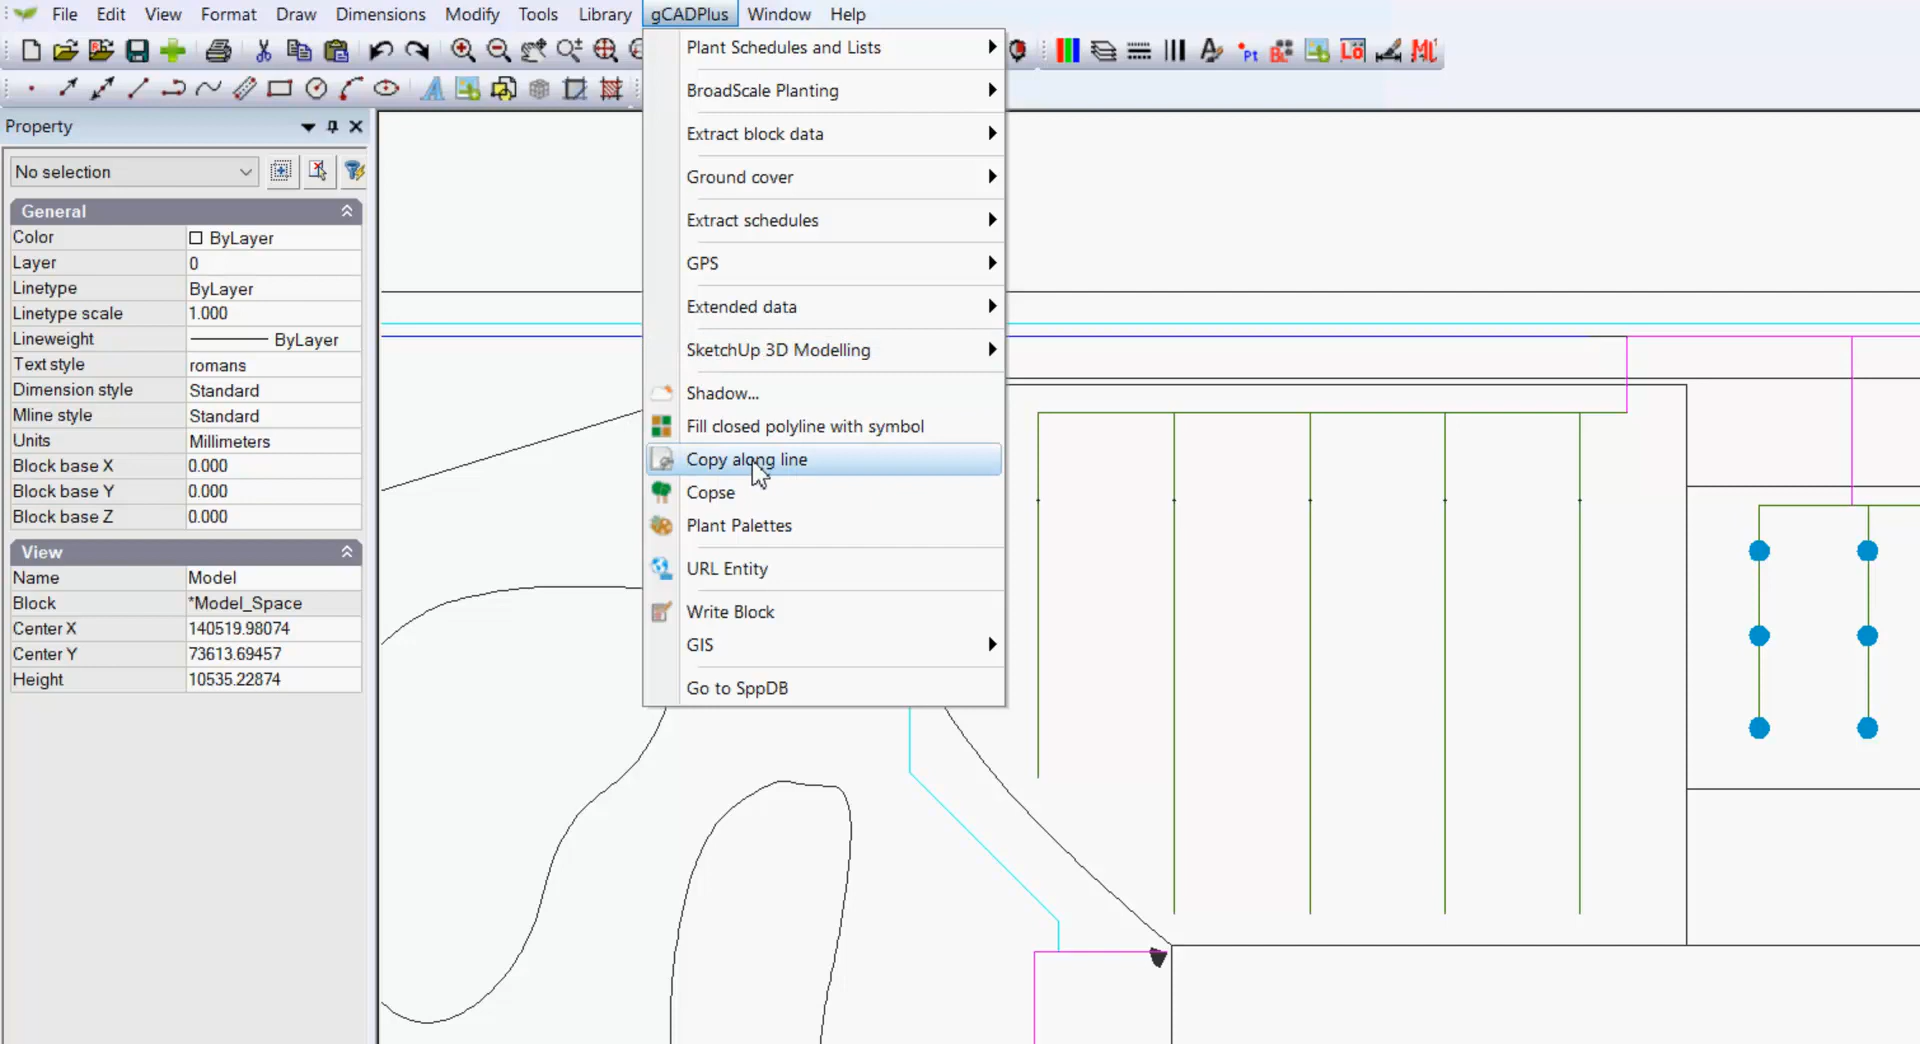 File Edit View Format Draw Dimensions Modify Tools Library gCADPlus Window Help
Property
No selection
General
Color ByLayer
Layer 0
Linetype ByLayer
Linetype scale 1.000
Lineweight ByLayer
Text style romans
Dimension style Standard
Mline style Standard
Units Millimeters
Block base X 0.000
Block base Y 0.000
Block base Z 0.000
View
Name Model
Block *Model_Space
Center X 140519.98074
Center Y 73613.69457
Height 10535.22874
Plant Schedules and Lists
BroadScale Planting
Extract block data
Ground cover
Extract schedules
GPS
Extended data
SketchUp 3D Modelling
Shadow...
Fill closed polyline with symbol
Copy along line
Copse
Plant Palettes
URL Entity
Write Block
GIS
Go to SppDB